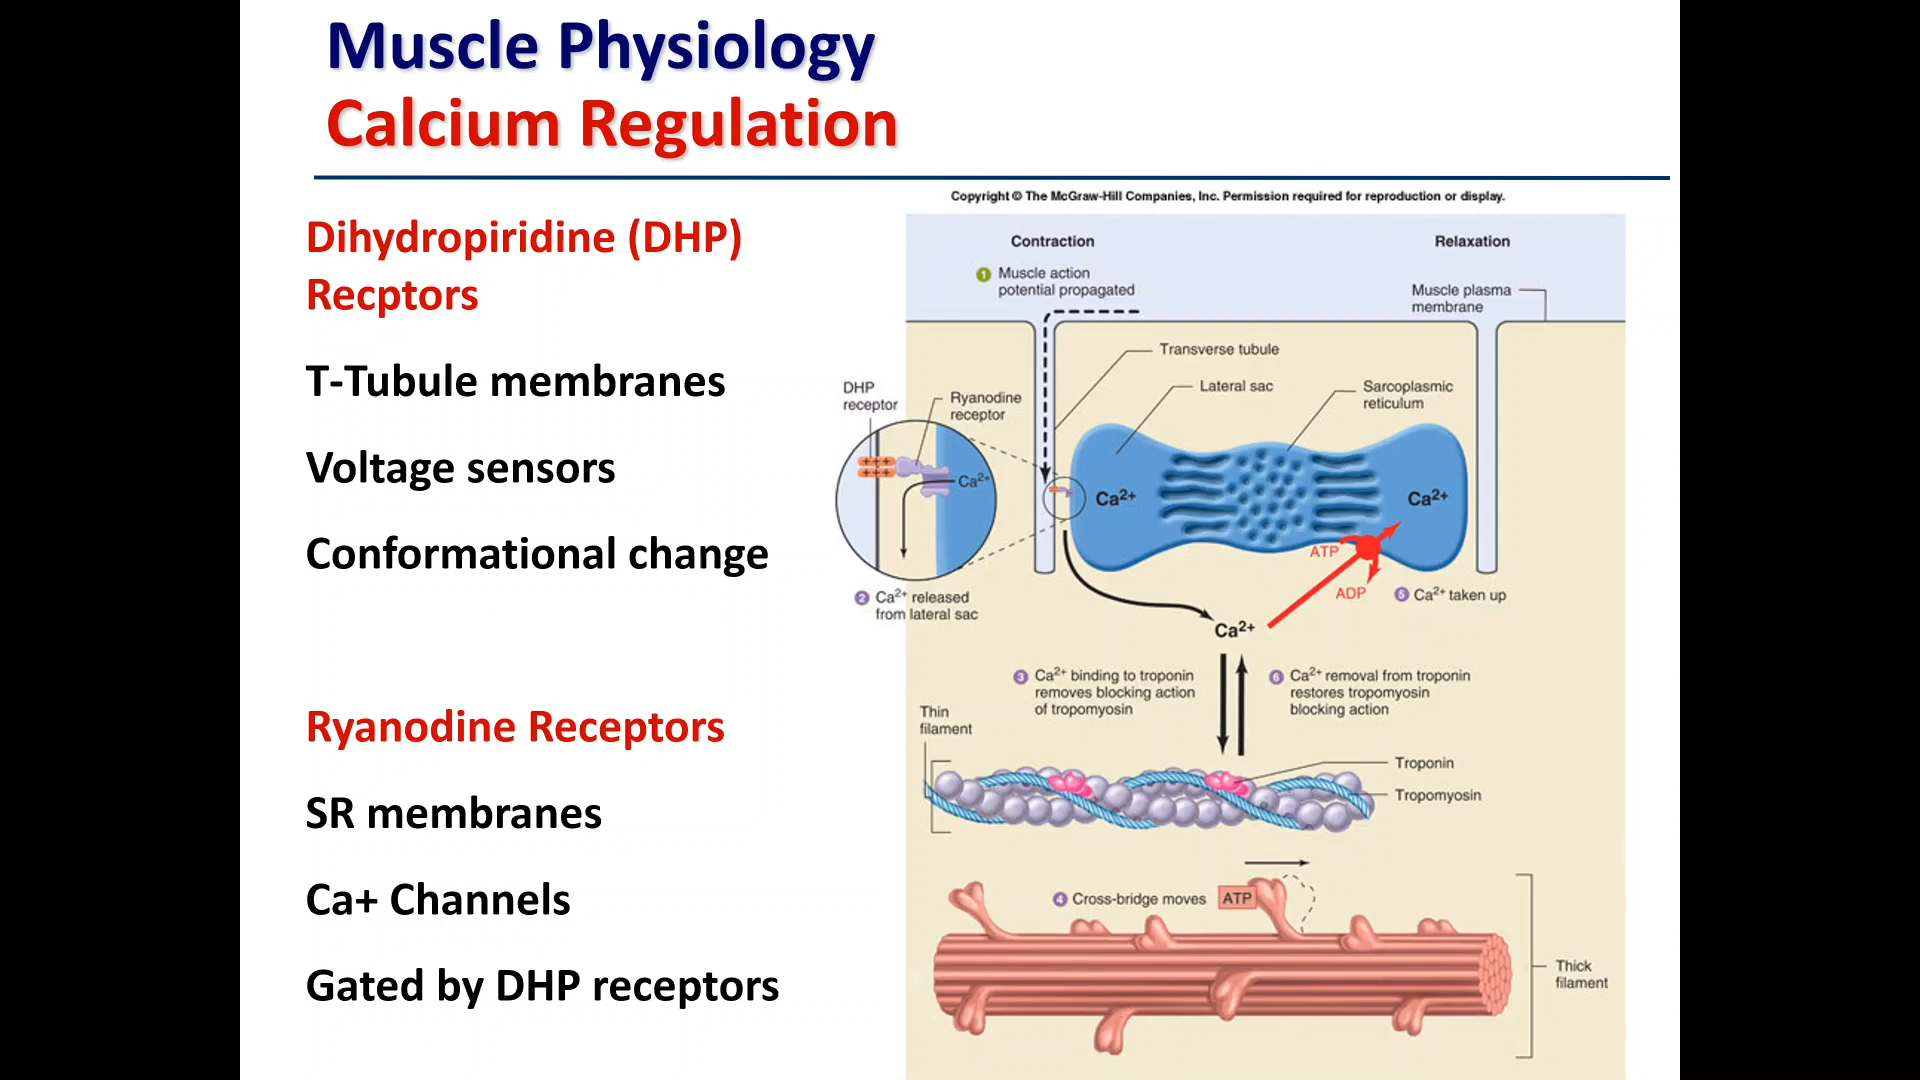 Muscle Physiology
Calcium Regulation
Copyright © The McGraw-Hill Companies, Inc. Permission required for reproduction or display.
Dihydropiridine (DHP)
Recptors
T-Tubule membranes
Voltage sensors
Conformational change
Ryanodine Receptors
SR membranes
Ca+ Channels
Gated by DHP receptors
Contraction
Relaxation
1 Muscle action
potential propagated
Muscle plasma
membrane
Transverse tubule
Lateral sac
Sarcoplasmic
reticulum
DHP
receptor
Ryanodine
receptor
Ca2+
Ca2+
Ca2+
ATP
ADP
2 Ca2+ released
from lateral sac
5 Ca2+ taken up
Ca2+
3 Ca2+ binding to troponin
removes blocking action
of tropomyosin
6 Ca2+ removal from troponin
restores tropomyosin
blocking action
Thin
filament
Troponin
Tropomyosin
4 Cross-bridge moves
ATP
Thick
filament